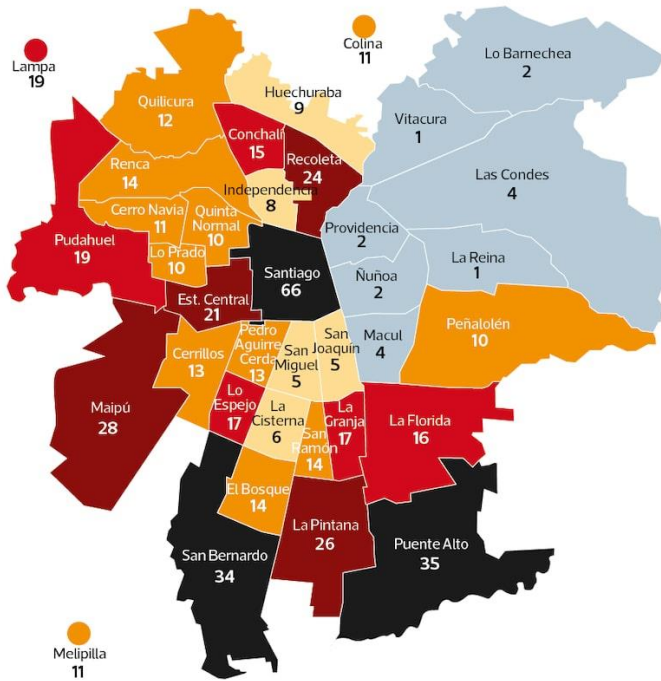 Lampa
19
Colina
11
Lo Barnechea
2
Quilicura
12
Huechuraba
9
Vitacura
1
Conchalí
15
Recoleta
24
Renca
14
Las Condes
4
Independencia
8
Cerro Navia
11
Quinta
Normal
10
Providencia
2
Pudahuel
19
Lo Prado
10
Santiago
66
La Reina
1
Ñuñoa
2
Est. Central
21
Peñalolén
10
Macul
4
Cerrillos
13
Pedro
Aguirre
Cerda
13
San
Miguel
5
San
Joaquín
5
Maipú
28
Lo
Espejo
17
La
Cisterna
6
San
Ramón
14
La
Granja
17
La Florida
16
El Bosque
14
La Pintana
26
San Bernardo
34
Puente Alto
35
Melipilla
11